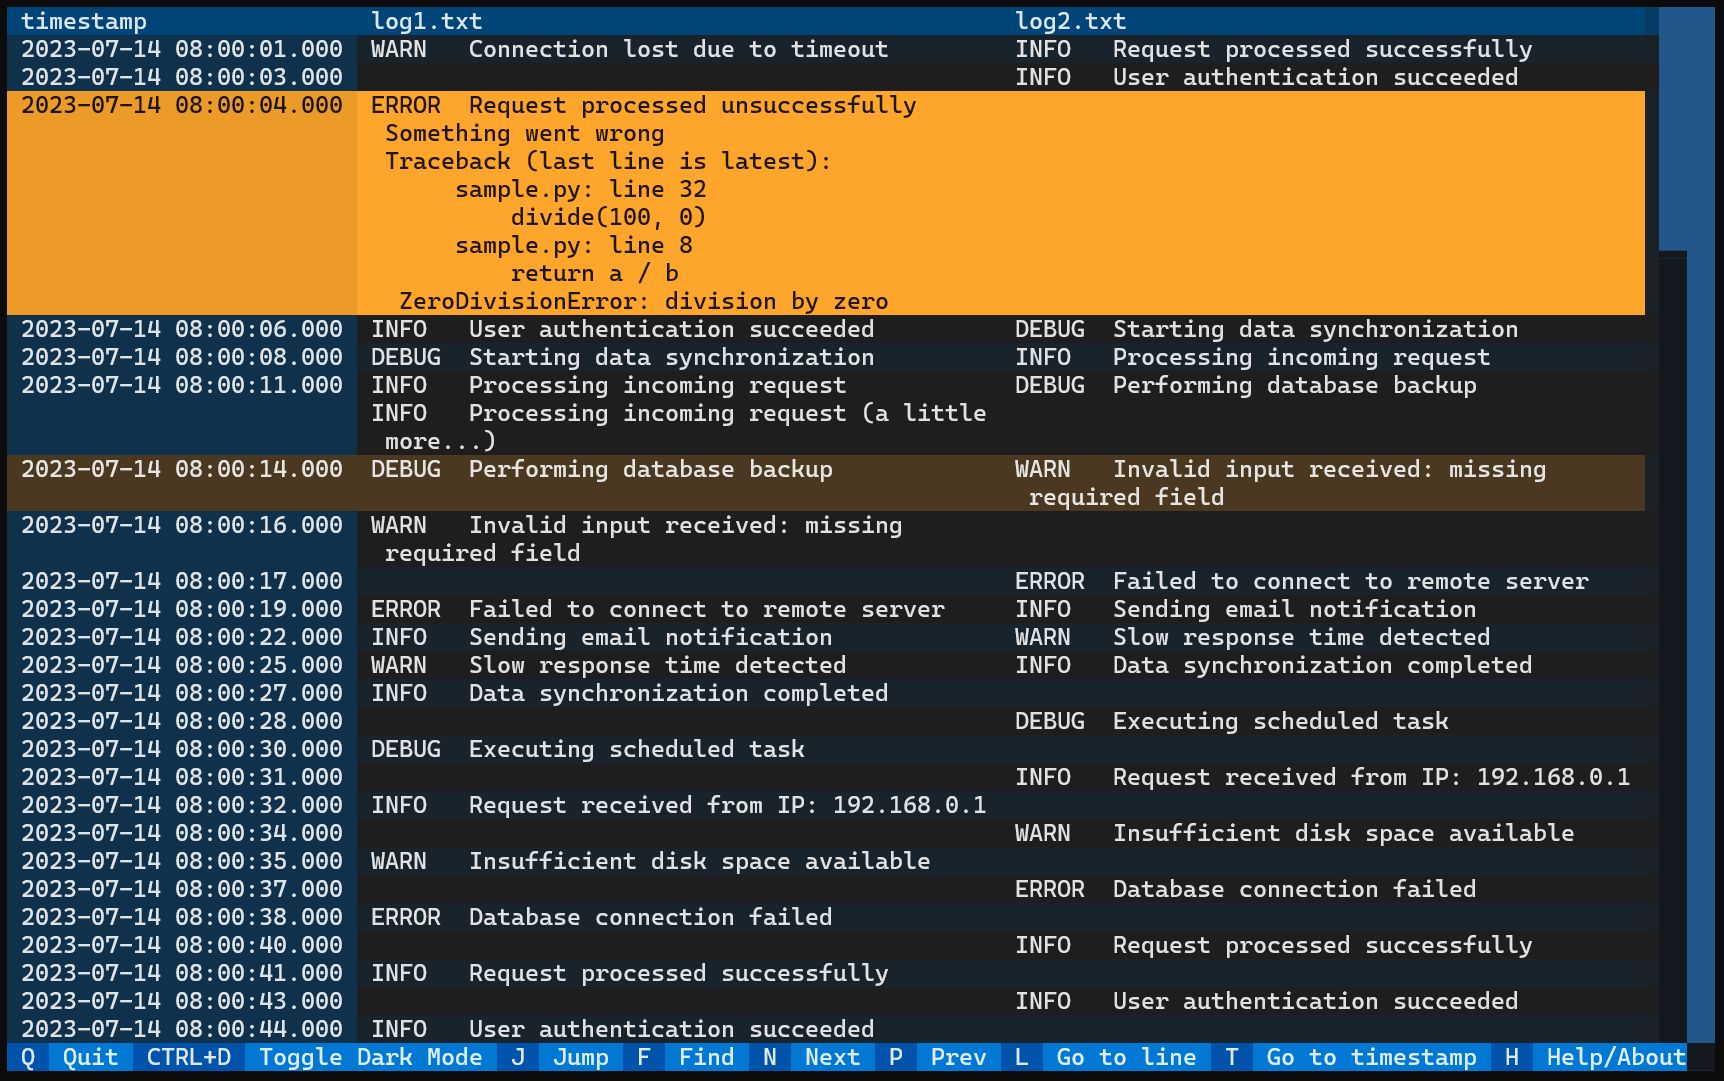 timestamp log1.txt log2.txt
2023-07-14 08:00:01.000 WARN Connection lost due to timeout INFO Request processed successfully
2023-07-14 08:00:03.000 INFO User authentication succeeded
2023-07-14 08:00:04.000 ERROR Request processed unsuccessfully
Something went wrong
Traceback (last line is latest):
sample.py: line 32
divide(100, 0)
sample.py: line 8
return a / b
ZeroDivisionError: division by zero
2023-07-14 08:00:06.000 INFO User authentication succeeded DEBUG Starting data synchronization
2023-07-14 08:00:08.000 DEBUG Starting data synchronization INFO Processing incoming request
2023-07-14 08:00:11.000 INFO Processing incoming request DEBUG Performing database backup
INFO Processing incoming request (a little
more...)
2023-07-14 08:00:14.000 DEBUG Performing database backup WARN Invalid input received: missing
required field
2023-07-14 08:00:16.000 WARN Invalid input received: missing
required field
2023-07-14 08:00:17.000 ERROR Failed to connect to remote server
2023-07-14 08:00:19.000 ERROR Failed to connect to remote server INFO Sending email notification
2023-07-14 08:00:22.000 INFO Sending email notification WARN Slow response time detected
2023-07-14 08:00:25.000 WARN Slow response time detected INFO Data synchronization completed
2023-07-14 08:00:27.000 INFO Data synchronization completed
2023-07-14 08:00:28.000 DEBUG Executing scheduled task
2023-07-14 08:00:30.000 DEBUG Executing scheduled task
2023-07-14 08:00:31.000 INFO Request received from IP: 192.168.0.1
2023-07-14 08:00:32.000 INFO Request received from IP: 192.168.0.1
2023-07-14 08:00:34.000 WARN Insufficient disk space available
2023-07-14 08:00:35.000 WARN Insufficient disk space available
2023-07-14 08:00:37.000 ERROR Database connection failed
2023-07-14 08:00:38.000 ERROR Database connection failed
2023-07-14 08:00:40.000 INFO Request processed successfully
2023-07-14 08:00:41.000 INFO Request processed successfully
2023-07-14 08:00:43.000 INFO User authentication succeeded
2023-07-14 08:00:44.000 INFO User authentication succeeded
Q Quit CTRL+D Toggle Dark Mode J Jump F Find N Next P Prev L Go to line T Go to timestamp H Help/About